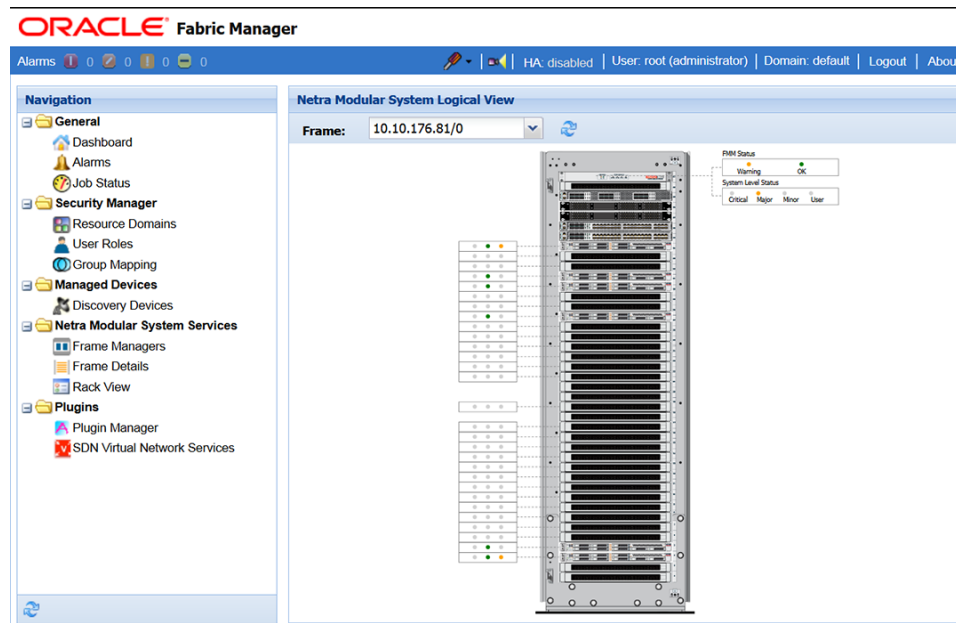 ORACLE Fabric Manager
Alarms 0 0 0 0 HA: disabled User: root (administrator) Domain: default Logout Abou
Navigation
General
Dashboard
Alarms
Job Status
Security Manager
Resource Domains
User Roles
Group Mapping
Managed Devices
Discovery Devices
Netra Modular System Services
Frame Managers
Frame Details
Rack View
Plugins
Plugin Manager
SDN Virtual Network Services
Netra Modular System Logical View
Frame: 10.10.176.81/0
FMM Status
Warning OK
System Level Status
Critical Major Minor User